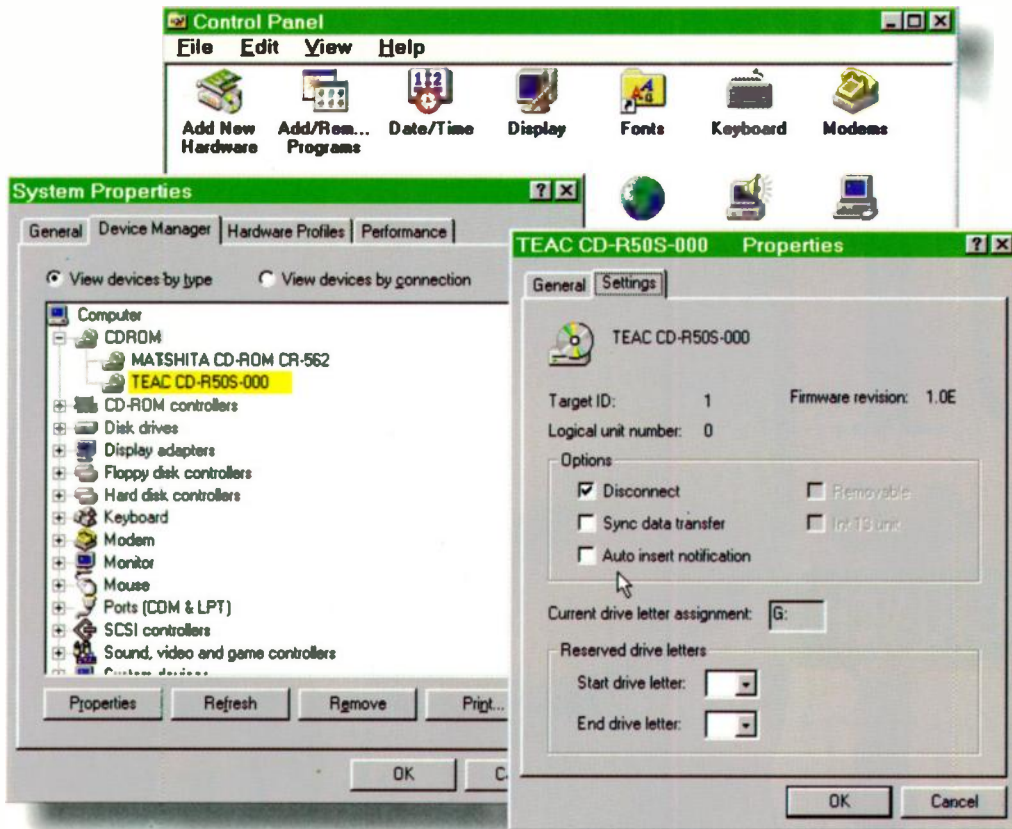 Control Panel
File Edit View Help
Add New Hardware
Add/Rem... Programs
Date/Time
Display
Fonts
Keyboard
Modems
System Properties
General Device Manager Hardware Profiles Performance
View devices by type View devices by connection
Computer
CDROM
MATSHITA CD-ROM CR-562
TEAC CD-R50S-000
CD-ROM controllers
Disk drives
Display adapters
Floppy disk controllers
Hard disk controllers
Keyboard
Modem
Monitor
Mouse
Ports (COM & LPT)
SCSI controllers
Sound, video and game controllers
System devices
Properties Refresh Remove Print...
OK C
TEAC CD-R50S-000 Properties
General Settings
TEAC CD-R50S-000
Target ID: 1 Firmware revision: 1.0E
Logical unit number: 0
Options
Disconnect Removable
Sync data transfer Int 13 unit
Auto insert notification
Current drive letter assignment: G:
Reserved drive letters
Start drive letter:
End drive letter:
OK Cancel